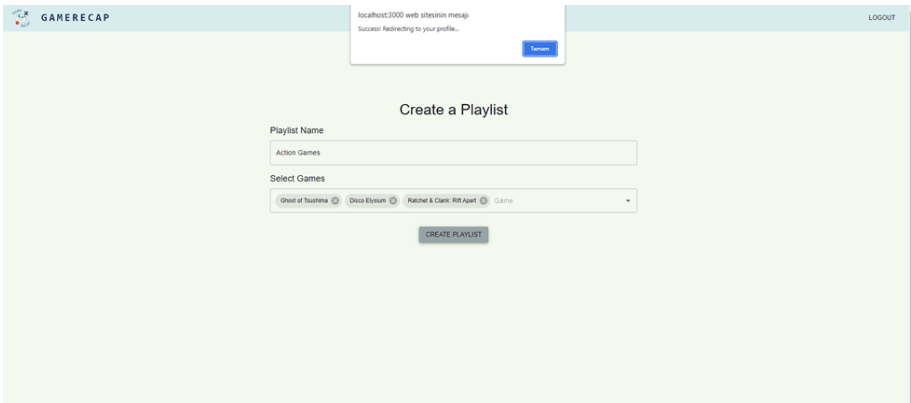 GAMERECAP
localhost:3000 web sitesinin mesajı
Success! Redirecting to your profile...
Tamam
LOGOUT
Create a Playlist
Playlist Name
Action Games
Select Games
Ghost of Tsushima Disco Elysium Ratchet & Clank: Rift Apart Game
CREATE PLAYLIST